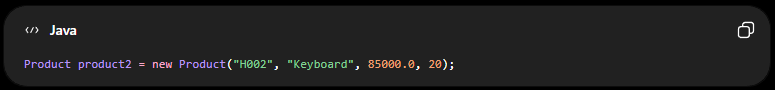 </> Java
Product product2 = new Product("H002", "Keyboard", 85000.0, 20);